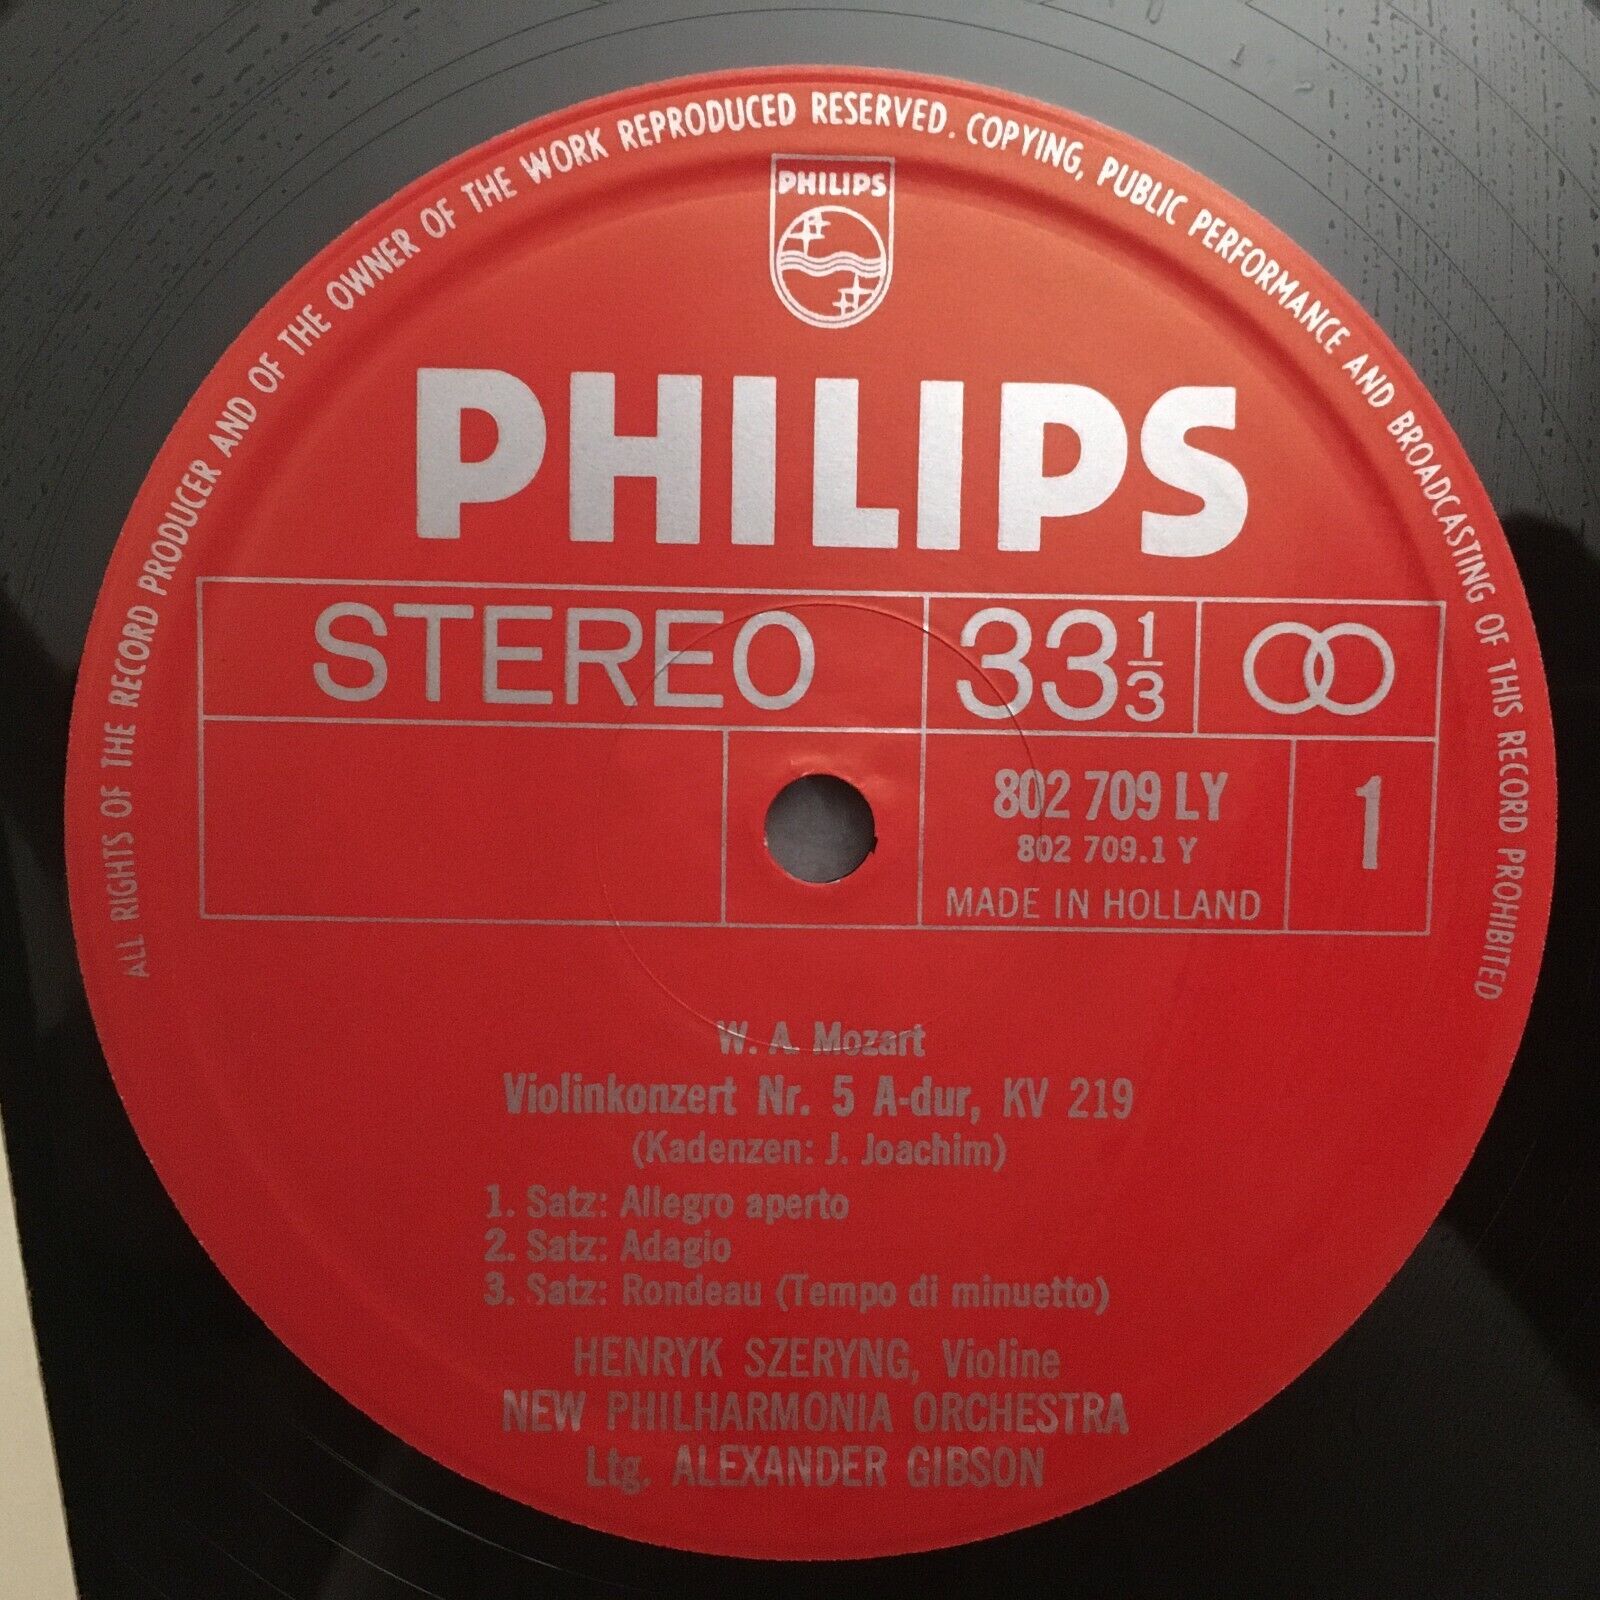 ALL RIGHTS OF THE RECORD PRODUCER AND OF THE OWNER OF THE WORK REPRODUCED RESERVED. COPYING, PUBLIC PERFORMANCE AND BROADCASTING OF THIS RECORD PROHIBITED
PHILIPS
PHILIPS
STEREO 33 1/3
802 709 LY 1
802 709.1 Y
MADE IN HOLLAND
W. A. Mozart
Violinkonzert Nr. 5 A-dur, KV 219
(Kadenzen: J. Joachim)
1. Satz: Allegro aperto
2. Satz: Adagio
3. Satz: Rondeau (Tempo di minuetto)
HENRYK SZERYNG, Violine
NEW PHILHARMONIA ORCHESTRA
Ltg. ALEXANDER GIBSON